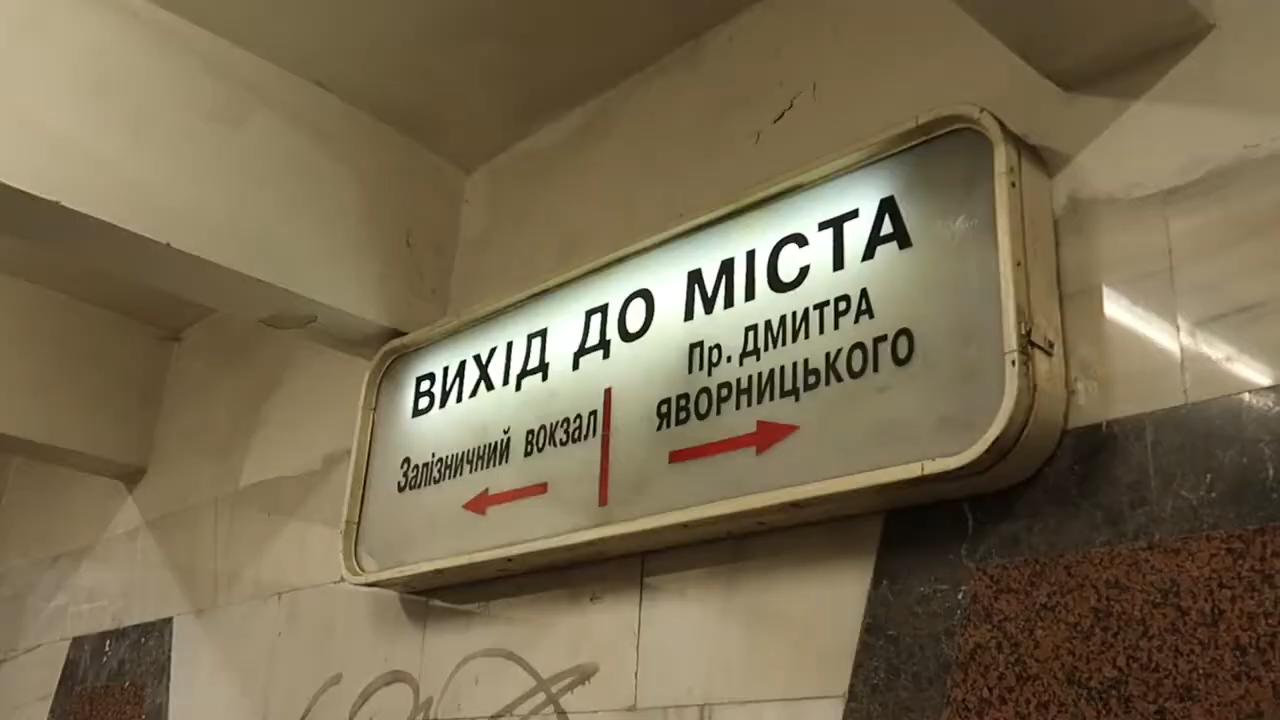 ВИХІД ДО МІСТА
Залізничний вокзал
Пр. ДМИТРА
ЯВОРНИЦЬКОГО